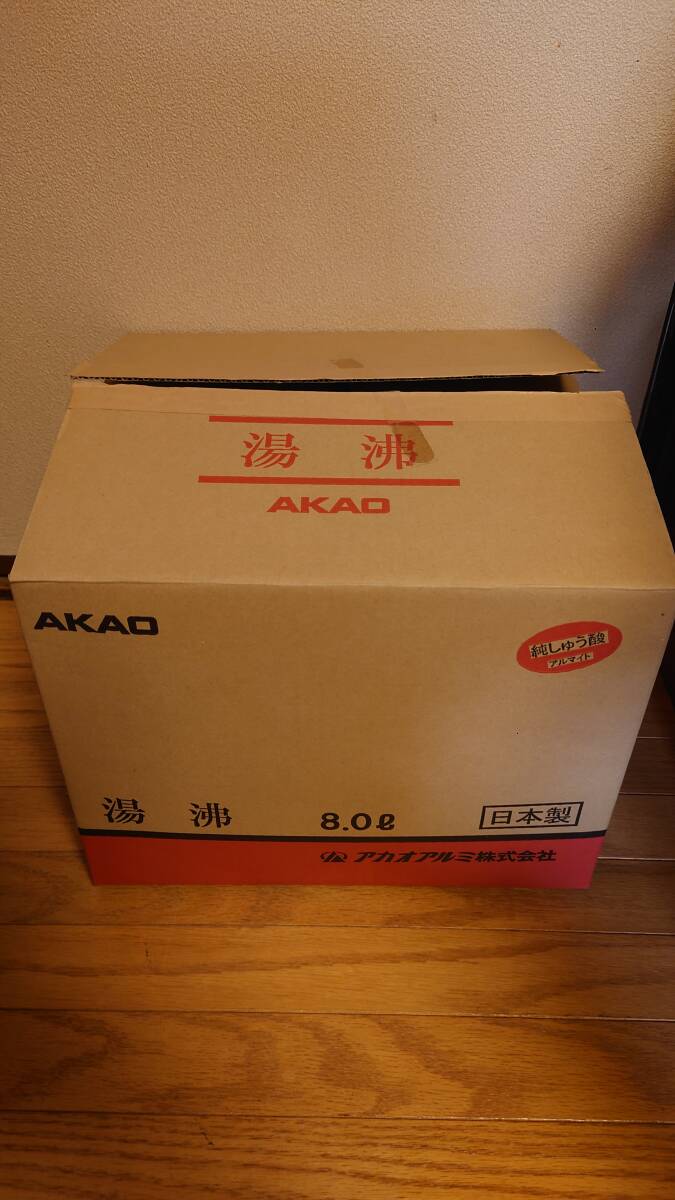 湯沸
AKAO
AKAO
純しゅう酸
アルマイト
湯沸 8.0ℓ 日本製
アカオアルミ株式会社